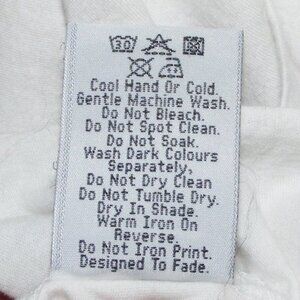 30
Cool Hand Or Cold.
Gentle Machine Wash.
Do Not Bleach.
Do Not Spot Clean.
Do Not Soak.
Wash Dark Colours
Separately,
Do Not Dry Clean
Do Not Tumble Dry.
Dry In Shade.
Warm Iron On
Reverse.
Do Not Iron Print.
Designed To Fade.